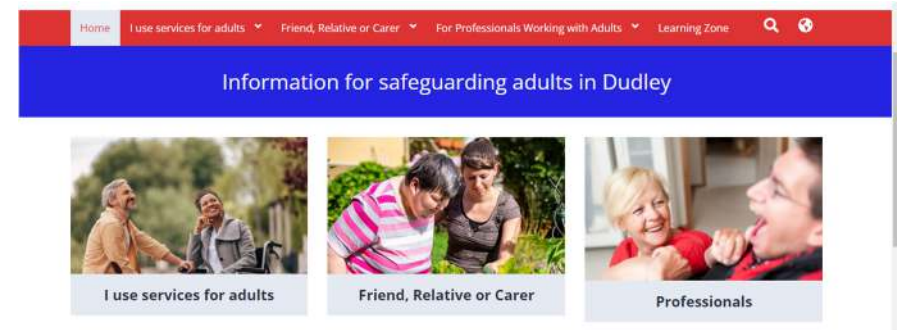 Home I use services for adults Friend, Relative or Carer For Professionals Working with Adults Learning Zone
Information for safeguarding adults in Dudley
I use services for adults Friend, Relative or Carer Professionals